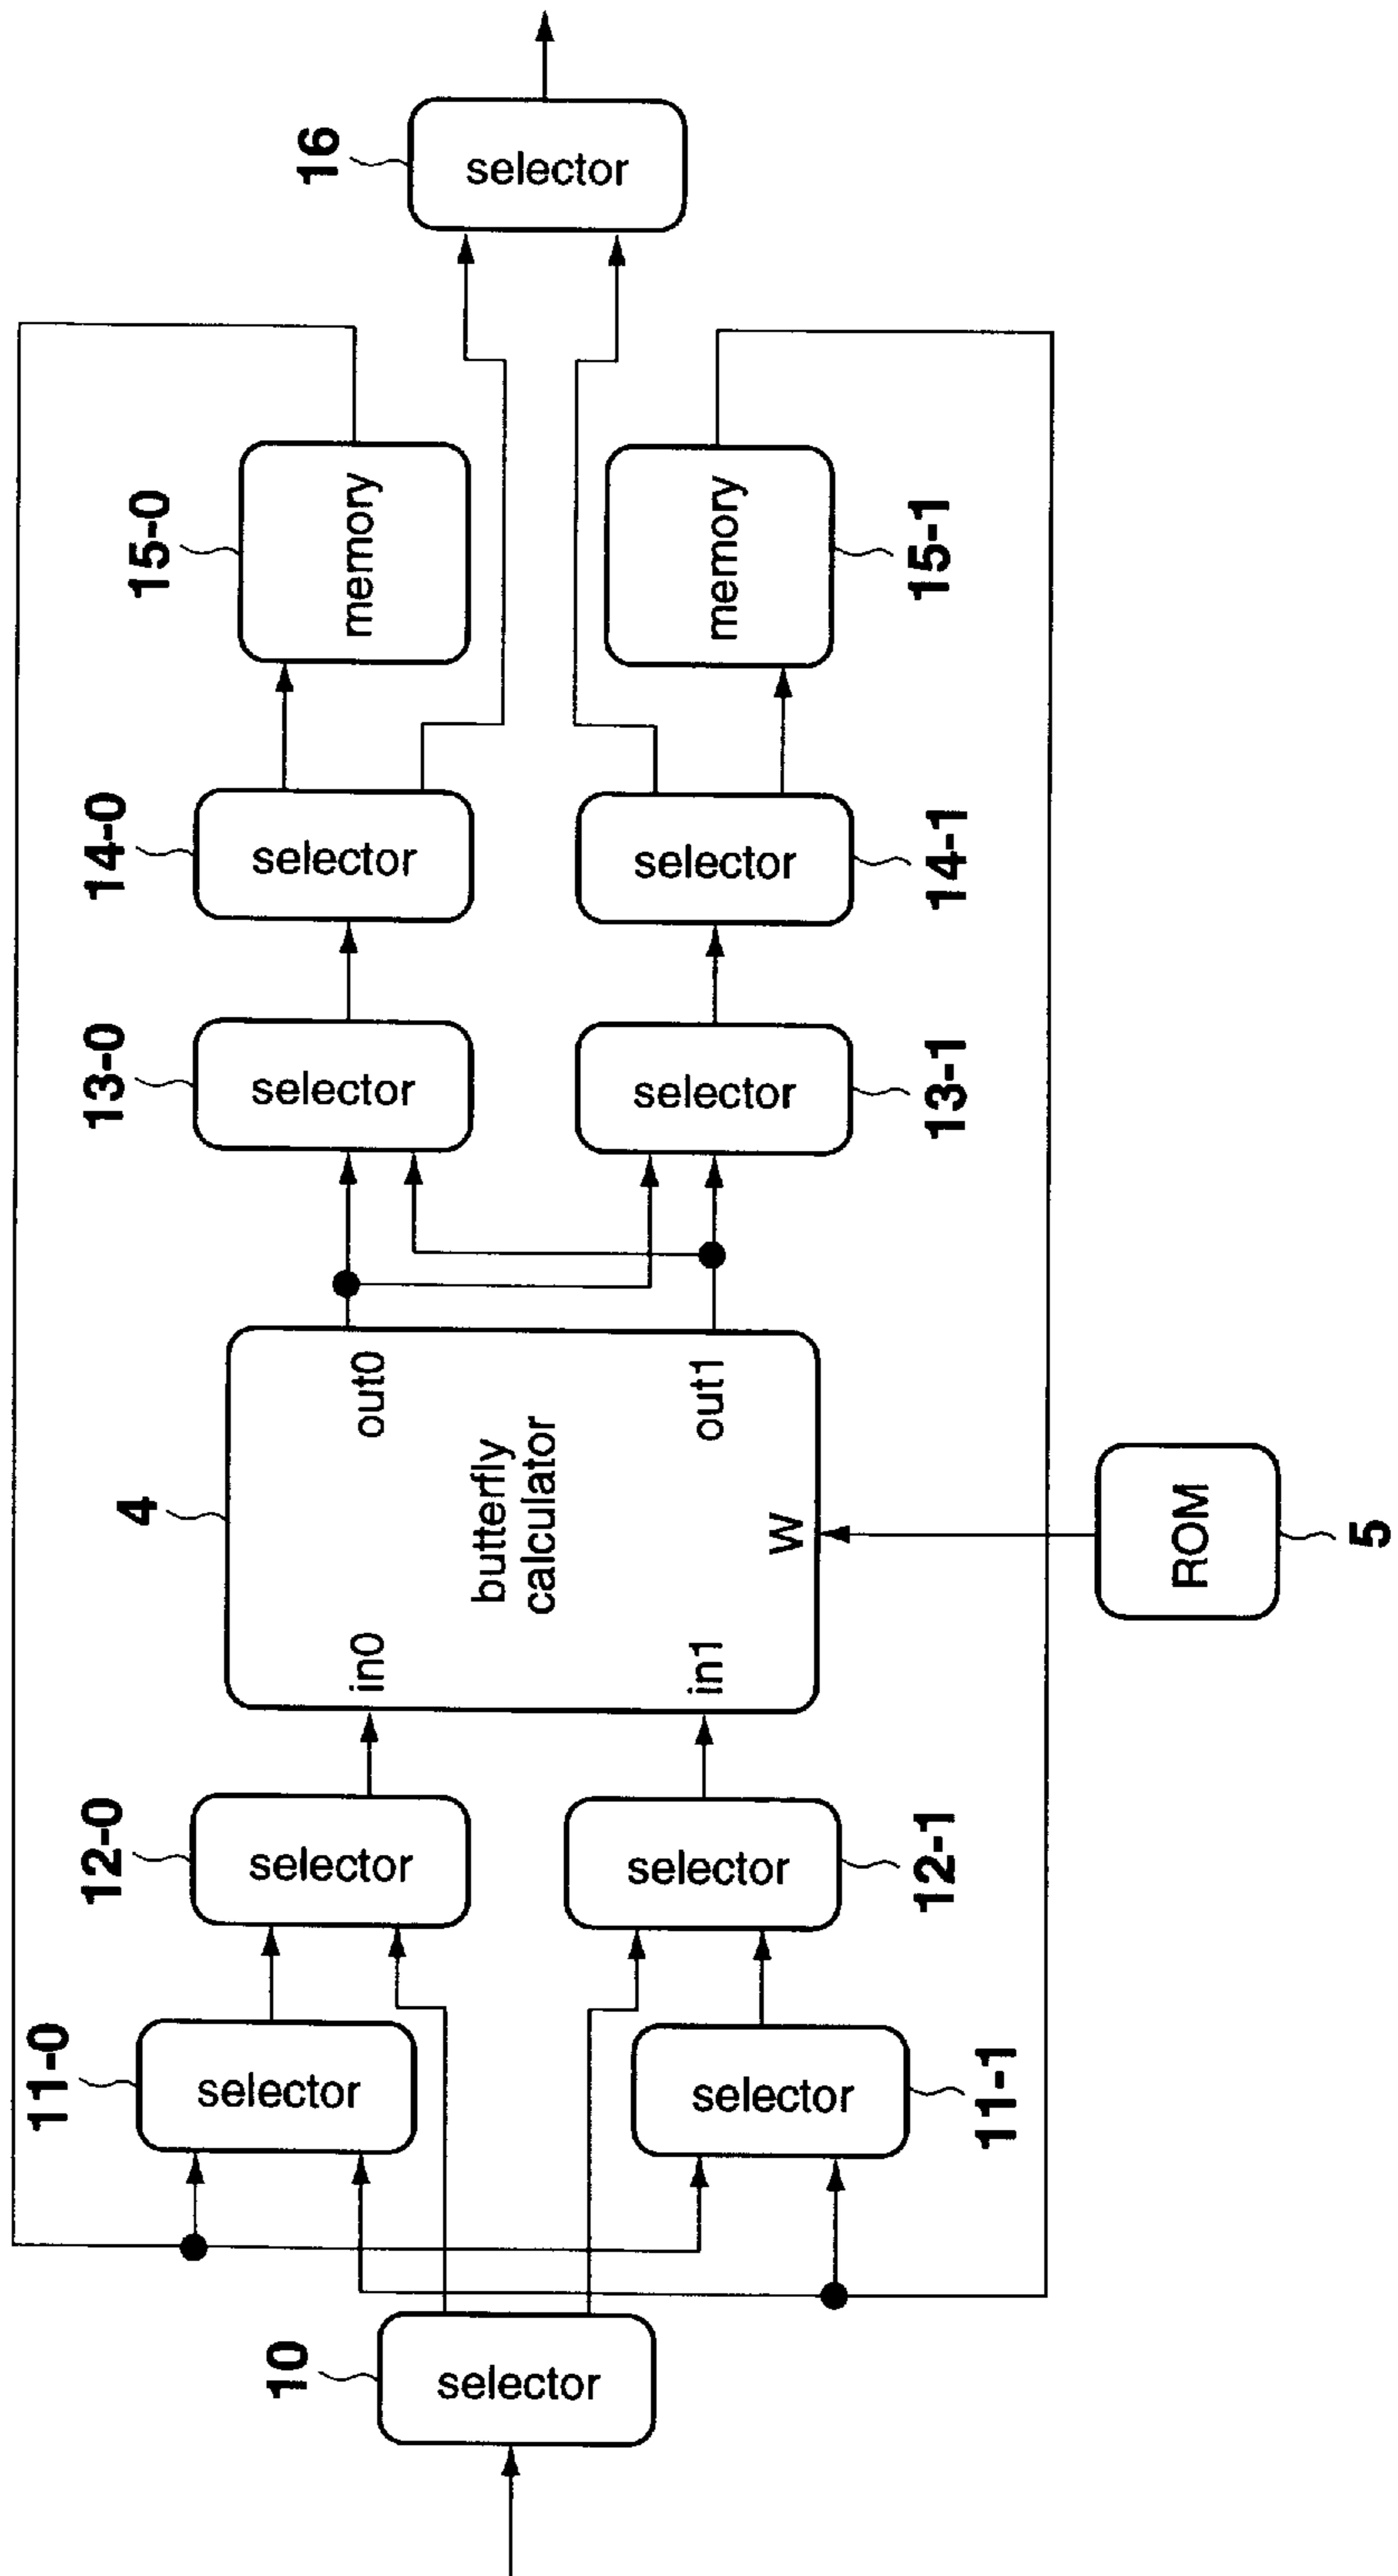 10
selector
11-0
selector
11-1
selector
12-0
selector
12-1
selector
4
butterfly
calculator
in0
in1
out0
out1
W
5
ROM
13-0
selector
13-1
selector
14-0
selector
14-1
selector
15-0
memory
15-1
memory
16
selector